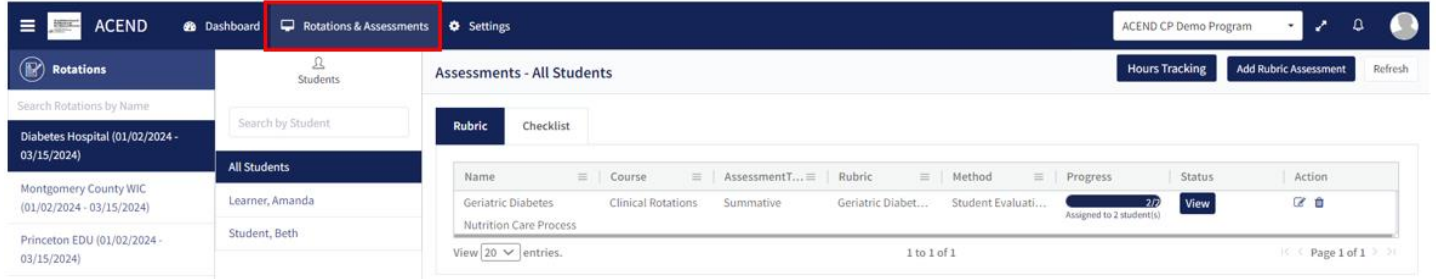 ACEND
Dashboard
Rotations & Assessments
Settings
ACEND CP Demo Program
Rotations
Search Rotations by Name
Diabetes Hospital (01/02/2024 -
03/15/2024)
Montgomery County WIC
(01/02/2024 - 03/15/2024)
Princeton EDU (01/02/2024 -
03/15/2024)
Students
Search by Student
All Students
Learner, Amanda
Student, Beth
Assessments - All Students
Hours Tracking
Add Rubric Assessment
Refresh
Rubric
Checklist
Name
Course
AssessmentT...
Rubric
Method
Progress
Status
Action
Geriatric Diabetes
Nutrition Care Process
Clinical Rotations
Summative
Geriatric Diabet...
Student Evaluati...
2/2
Assigned to 2 student(s)
View
View 20 entries.
1 to 1 of 1
Page 1 of 1